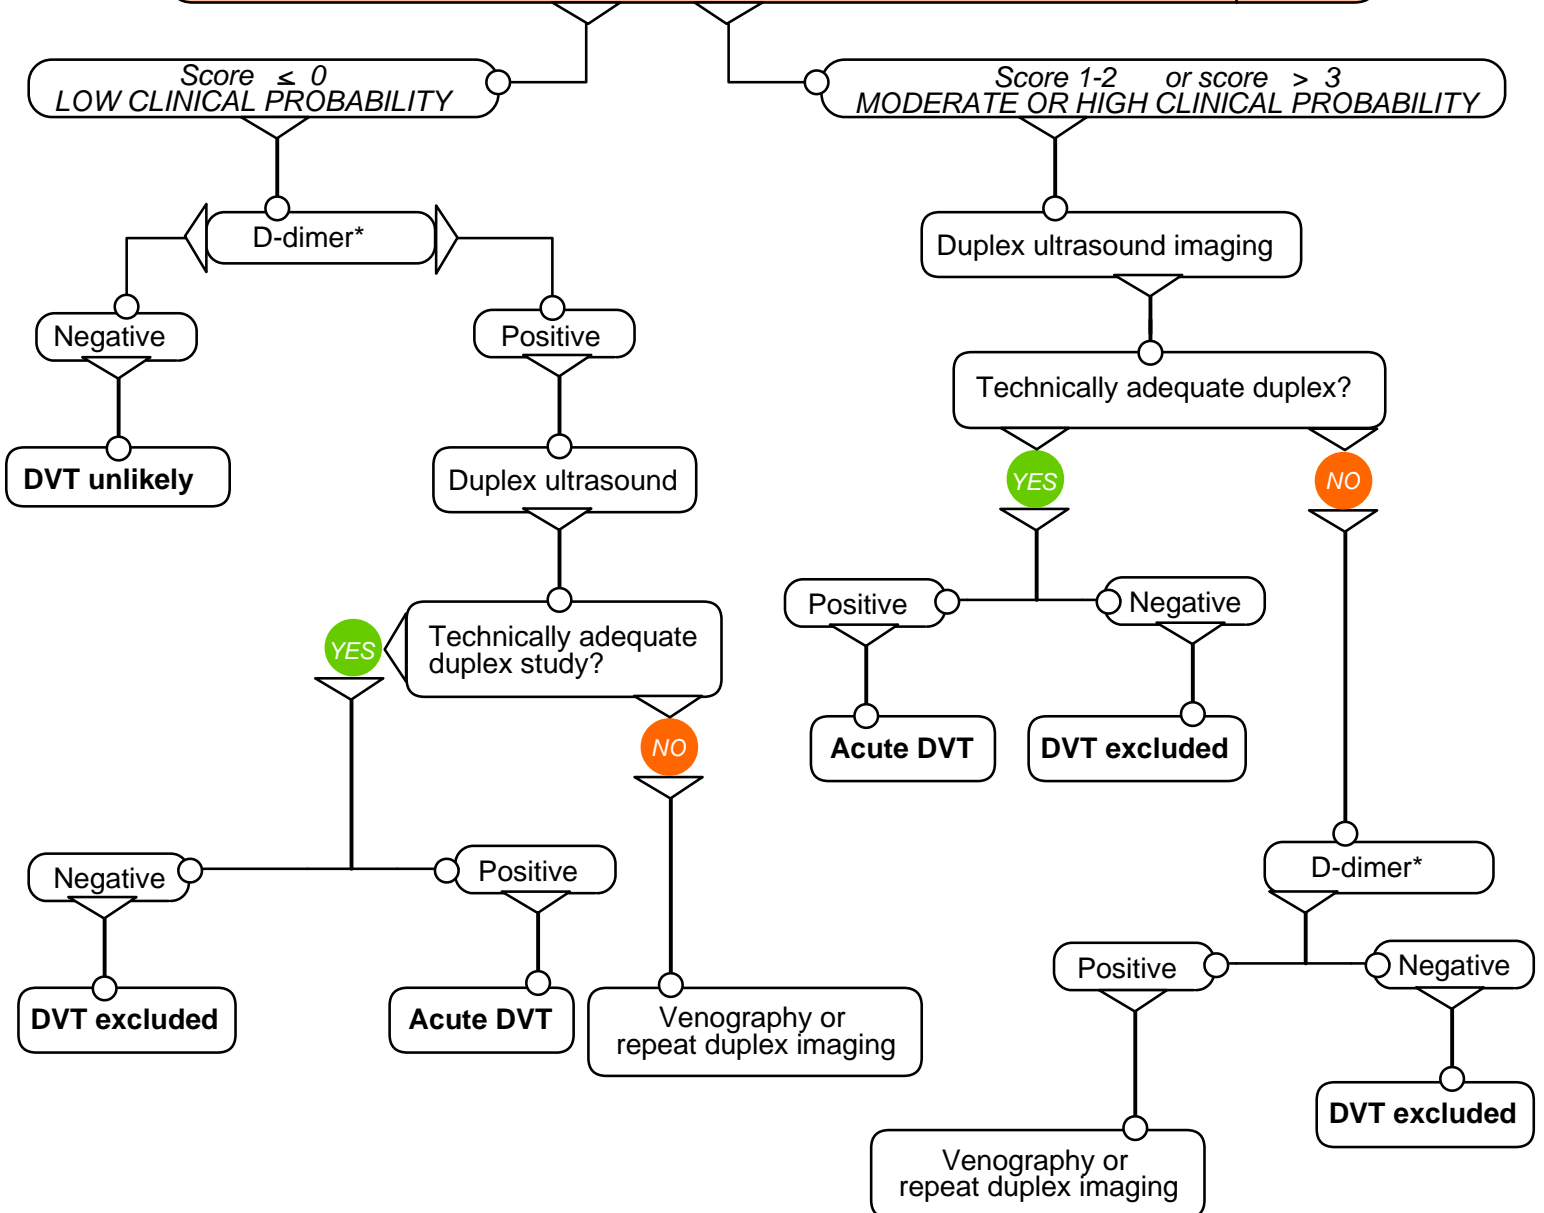 Score ≤ 0
LOW CLINICAL PROBABILITY
Score 1-2 or score > 3
MODERATE OR HIGH CLINICAL PROBABILITY
D-dimer*
Duplex ultrasound imaging
Negative
Positive
Technically adequate duplex?
DVT unlikely
Duplex ultrasound
YES
NO
Positive
Negative
Technically adequate
duplex study?
YES
NO
Acute DVT
DVT excluded
D-dimer*
Negative
Positive
Positive
Negative
DVT excluded
Acute DVT
Venography or
repeat duplex imaging
DVT excluded
Venography or
repeat duplex imaging